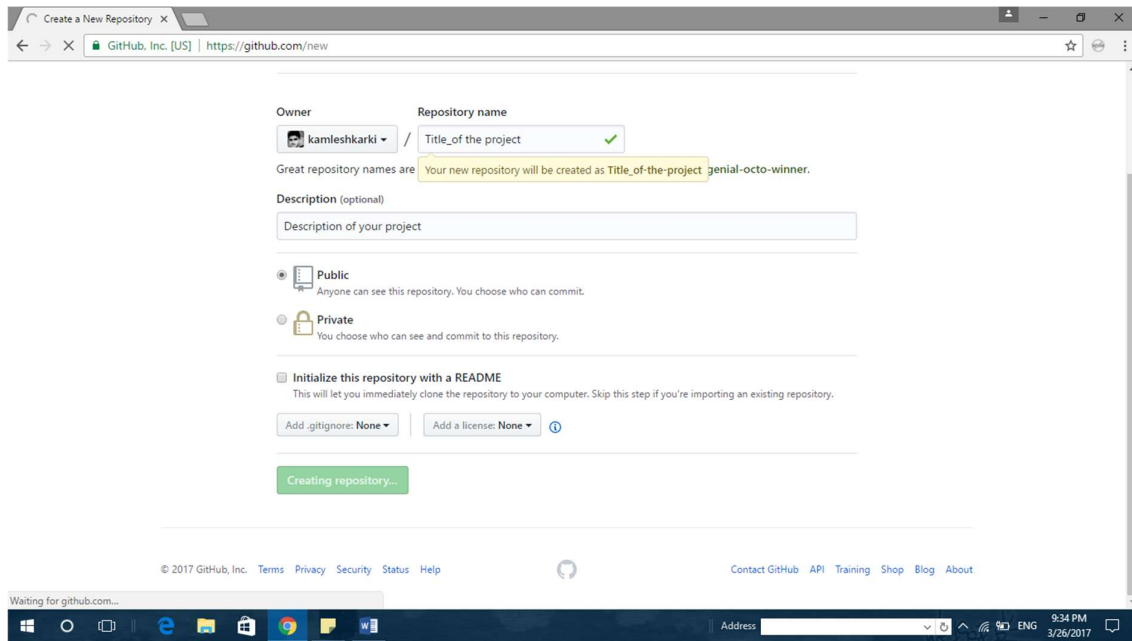 Create a New Repository
GitHub, Inc. [US] | https://github.com/new
Owner Repository name
kamleshkarki / Title_of the project
Great repository names are genial-octo-winner.
Your new repository will be created as Title_of-the-project
Description (optional)
Description of your project
Public
Anyone can see this repository. You choose who can commit.
Private
You choose who can see and commit to this repository.
Initialize this repository with a README
This will let you immediately clone the repository to your computer. Skip this step if you're importing an existing repository.
Add .gitignore: None Add a license: None
Creating repository...
© 2017 GitHub, Inc. Terms Privacy Security Status Help Contact GitHub API Training Shop Blog About
Waiting for github.com...
Address ENG 9:34 PM
3/26/2017